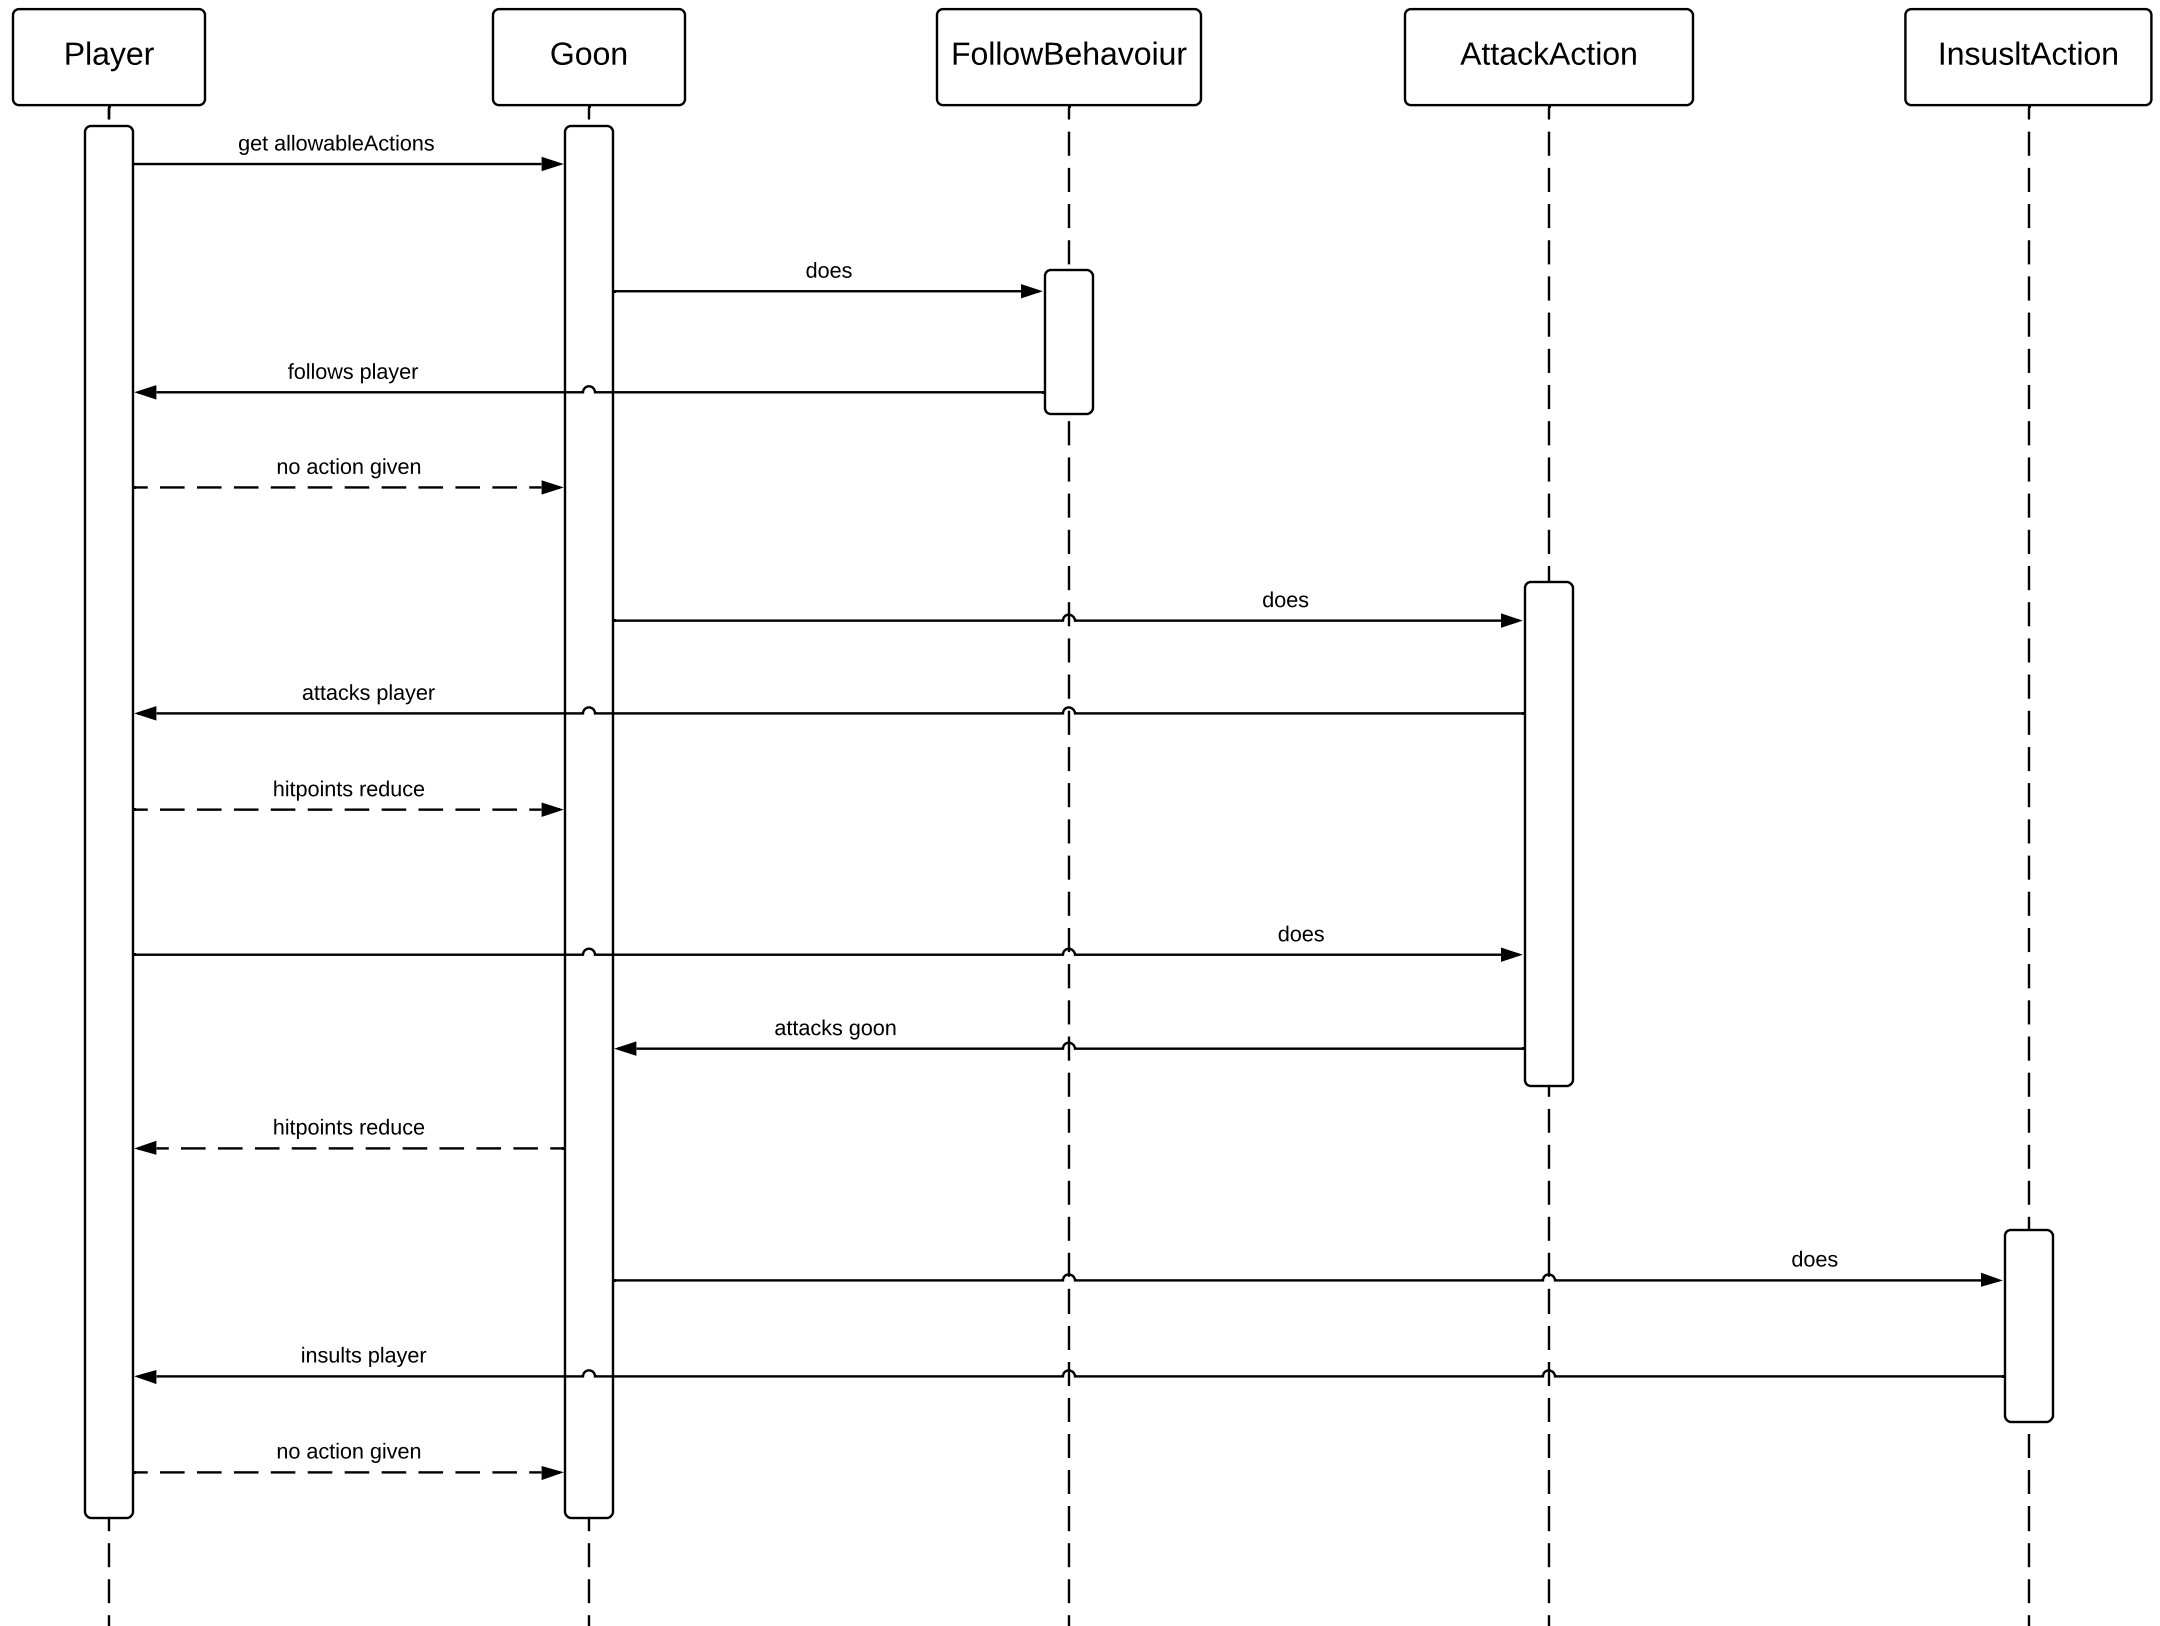 Player
Goon
FollowBehavoiur
AttackAction
InsusltAction
get allowableActions
does
follows player
no action given
does
attacks player
hitpoints reduce
does
attacks goon
hitpoints reduce
does
insults player
no action given